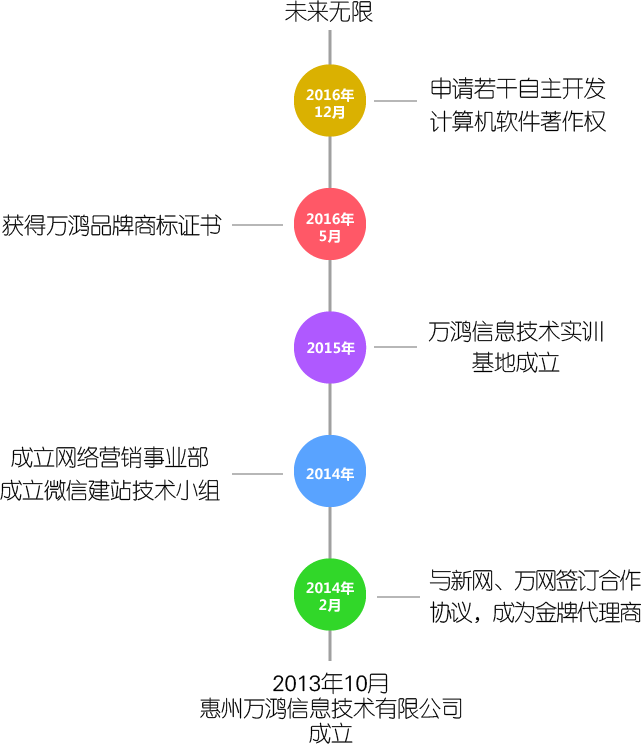 未来无限
2016年
12月
申请若干自主开发
计算机软件著作权
2016年
5月
获得万鸿品牌商标证书
2015年
万鸿信息技术实训
基地成立
2014年
成立网络营销事业部
成立微信建站技术小组
2014年
2月
与新网、万网签订合作
协议，成为金牌代理商
2013年10月
惠州万鸿信息技术有限公司
成立